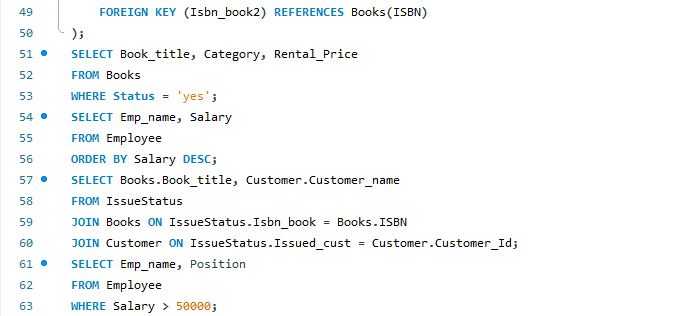 49 FOREIGN KEY (Isbn_book2) REFERENCES Books(ISBN)
50 );
51 SELECT Book_title, Category, Rental_Price
52 FROM Books
53 WHERE Status = 'yes';
54 SELECT Emp_name, Salary
55 FROM Employee
56 ORDER BY Salary DESC;
57 SELECT Books.Book_title, Customer.Customer_name
58 FROM IssueStatus
59 JOIN Books ON IssueStatus.Isbn_book = Books.ISBN
60 JOIN Customer ON IssueStatus.Issued_cust = Customer.Customer_Id;
61 SELECT Emp_name, Position
62 FROM Employee
63 WHERE Salary > 50000;